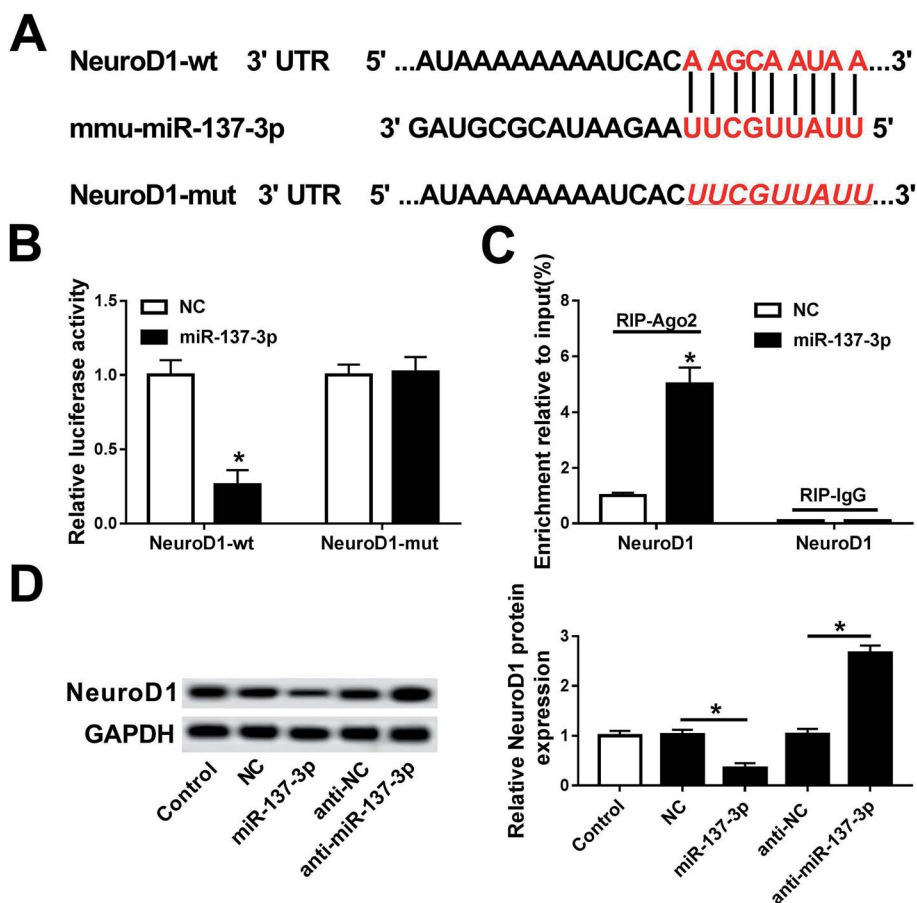 A
NeuroD1-wt 3' UTR 5' ...AUAAAAAAAAUCACAAGCAAUAA...3'
mmu-miR-137-3p 3' GAUGCGCAUAAGAAUUCGUUAUU 5'
NeuroD1-mut 3' UTR 5' ...AUAAAAAAAAUCACUUCGUUAUU...3'
B
Relative luciferase activity
1.5
1.0
0.5
0.0
NC
miR-137-3p
*
NeuroD1-wt NeuroD1-mut
C
Enrichment relative to input(%)
8
6
4
2
0
RIP-Ago2
*
NC
miR-137-3p
RIP-IgG
NeuroD1 NeuroD1
D
NeuroD1
GAPDH
Control NC miR-137-3p anti-NC anti-miR-137-3p
Relative NeuroD1 protein
expression
3
2
1
0
*
*
Control NC miR-137-3p anti-NC anti-miR-137-3p